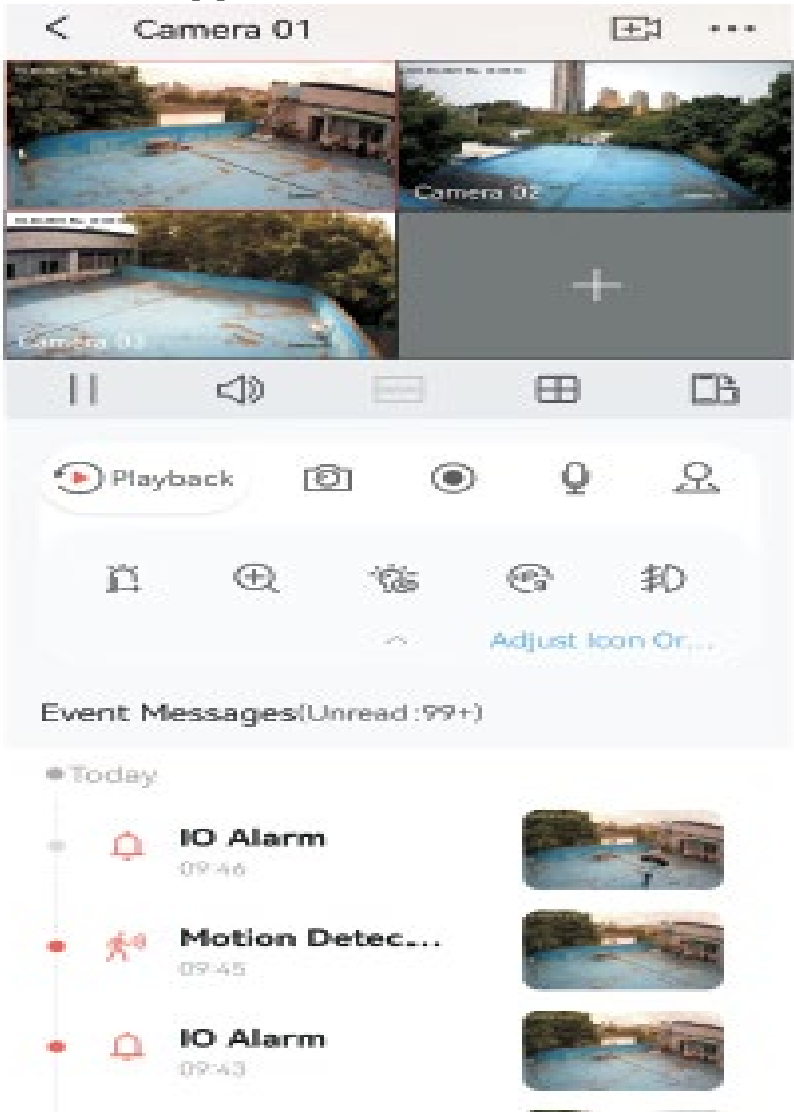 Camera 01
Camera 02
Camera 03
Playback
Adjust Icon Or...
Event Messages(Unread:99+)
Today
IO Alarm
09:46
Motion Detec...
09:45
IO Alarm
09:43